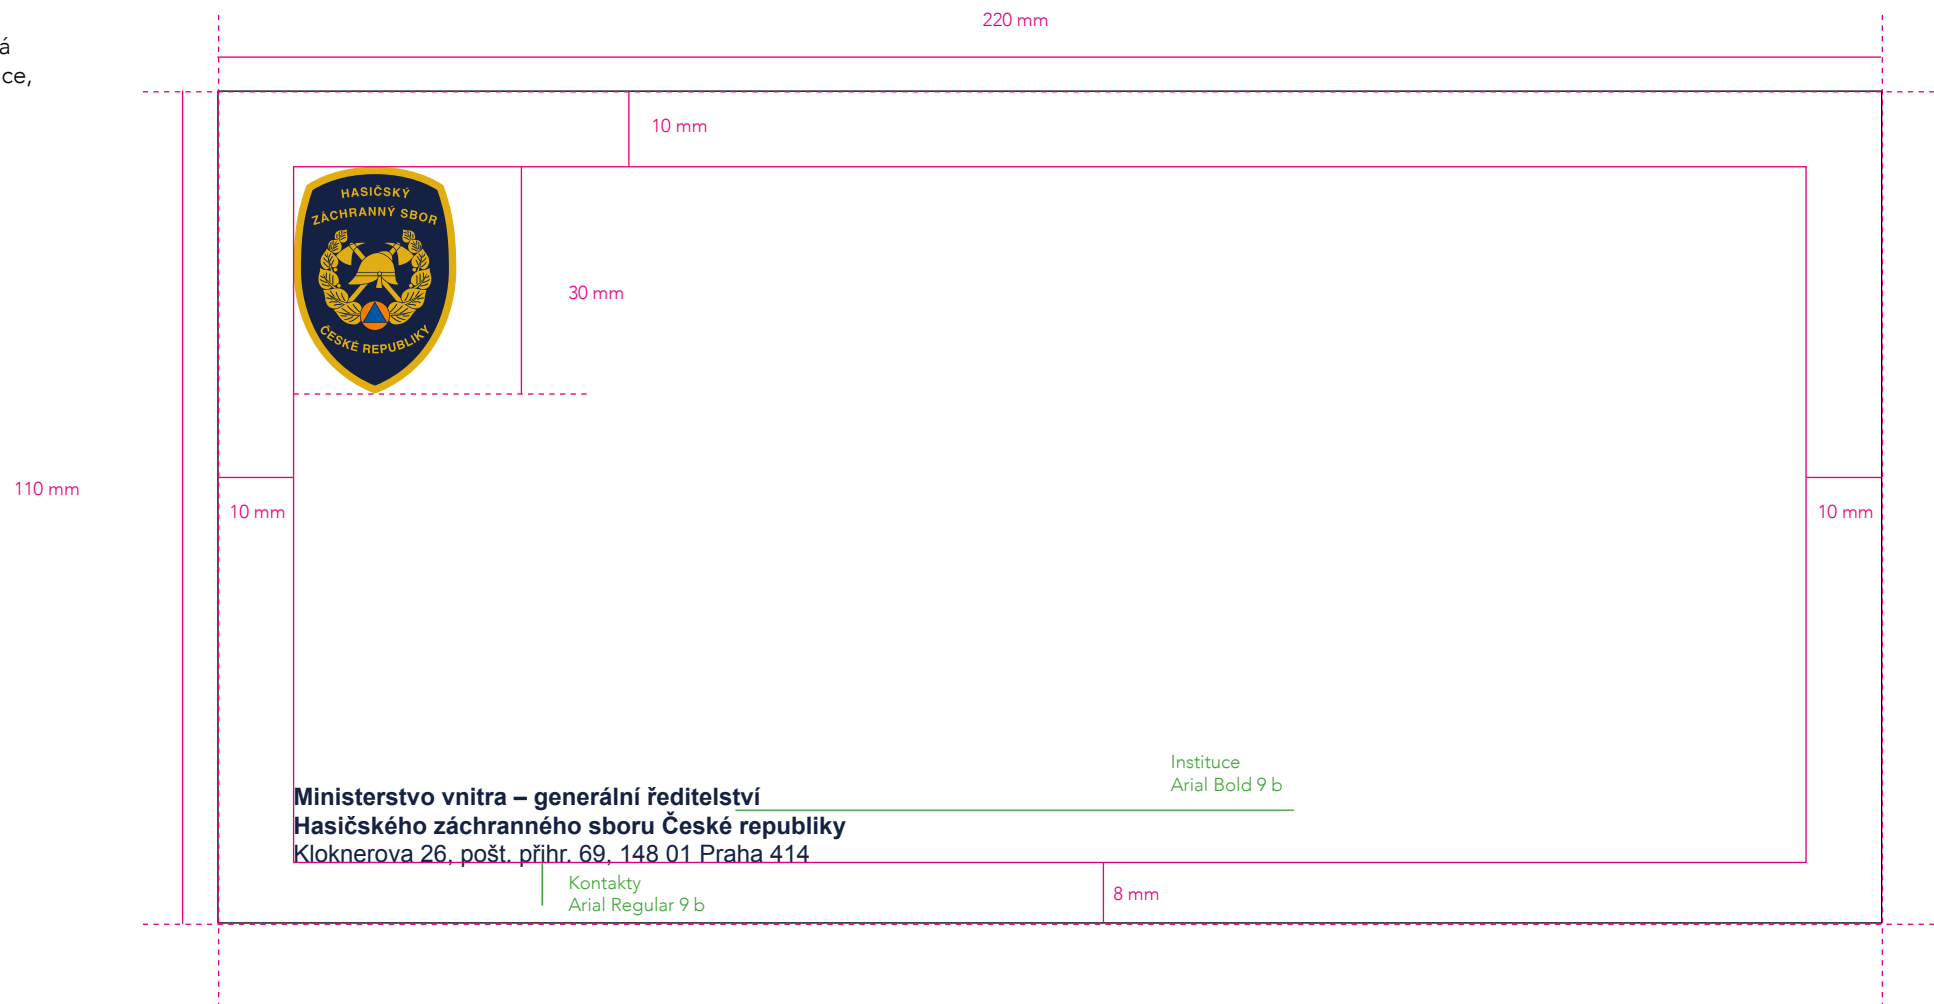 220 mm
á
ce,
10 mm
HASIČSKÝ
ZÁCHRANNÝ SBOR
ČESKÉ REPUBLIKY
30 mm
110 mm
10 mm
10 mm
Instituce
Arial Bold 9 b
Ministerstvo vnitra – generální ředitelství
Hasičského záchranného sboru České republiky
Kloknerova 26, pošt. přihr. 69, 148 01 Praha 414
Kontakty
Arial Regular 9 b
8 mm